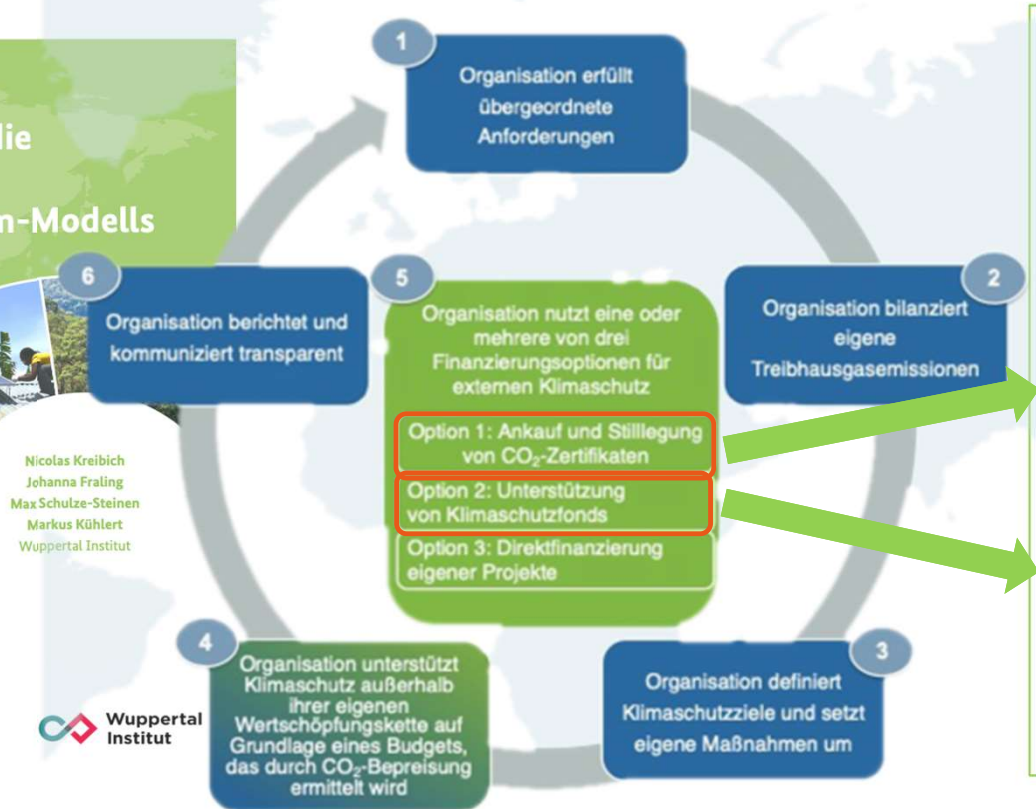 die
m-Modells
1
Organisation erfüllt
übergeordnete
Anforderungen
2
Organisation bilanziert
eigene
Treibhausgasemissionen
3
Organisation definiert
Klimaschutzziele und setzt
eigene Maßnahmen um
4
Organisation unterstützt
Klimaschutz außerhalb
ihrer eigenen
Wertschöpfungskette auf
Grundlage eines Budgets,
das durch CO₂-Bepreisung
ermittelt wird
5
Organisation nutzt eine oder
mehrere von drei
Finanzierungsoptionen für
externen Klimaschutz
Option 1: Ankauf und Stilllegung
von CO₂-Zertifikaten
Option 2: Unterstützung
von Klimaschutzfonds
Option 3: Direktfinanzierung
eigener Projekte
6
Organisation berichtet und
kommuniziert transparent
Nicolas Kreibich
Johanna Fraling
Max Schulze-Steinen
Markus Kühlert
Wuppertal Institut
Wuppertal
Institut